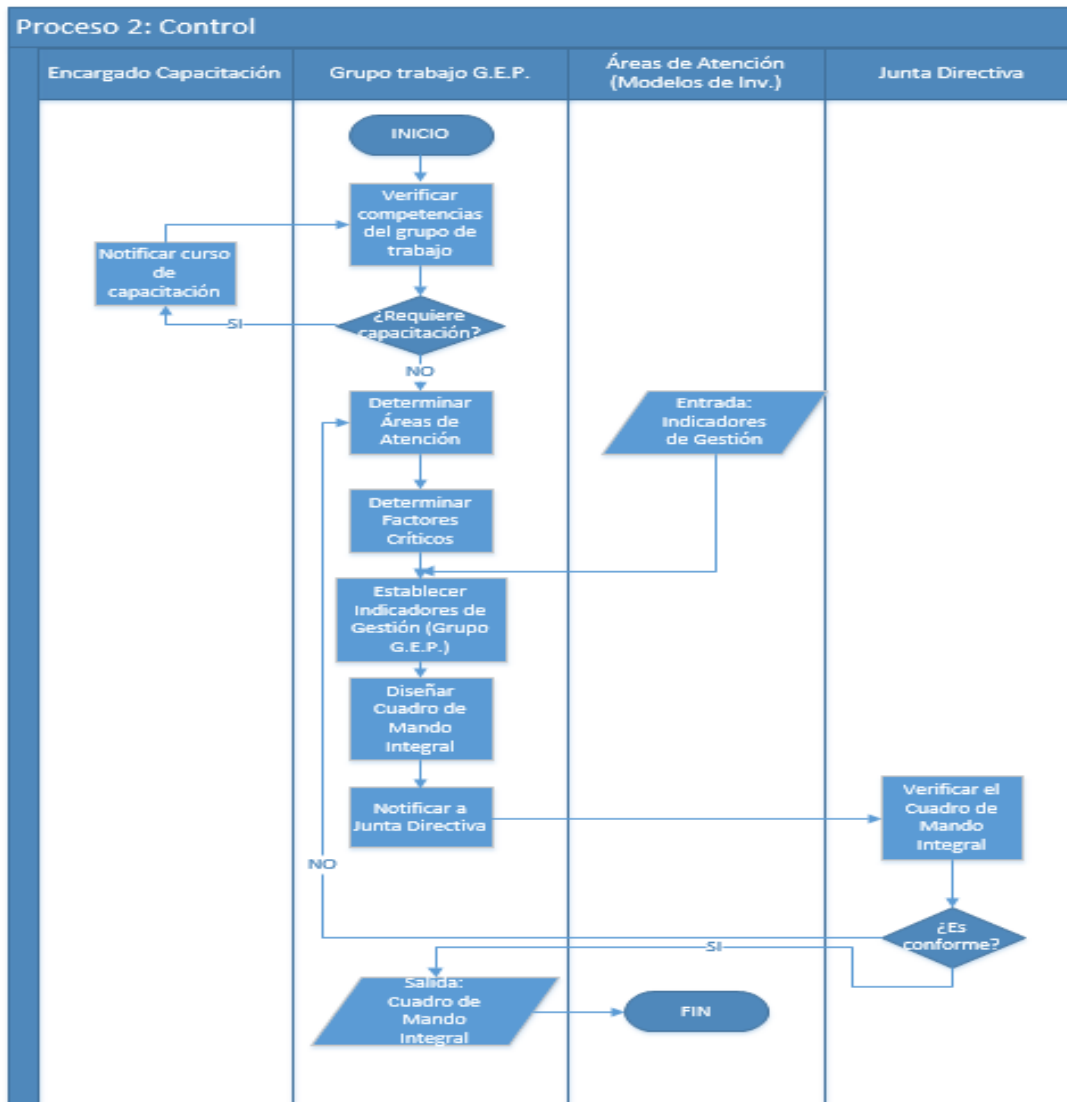 Proceso 2: Control
Encargado Capacitación
Grupo trabajo G.E.P.
Áreas de Atención
(Modelos de Inv.)
Junta Directiva
INICIO
Verificar
competencias
del grupo de
trabajo
Notificar curso
de
capacitación
¿Requiere
capacitación?
SI
NO
Determinar
Áreas de
Atención
Entrada:
Indicadores
de Gestión
Determinar
Factores
Críticos
Establecer
Indicadores de
Gestión (Grupo
G.E.P.)
Diseñar
Cuadro de
Mando
Integral
Notificar a
Junta Directiva
Verificar el
Cuadro de
Mando
Integral
NO
¿Es
conforme?
SI
Salida:
Cuadro de
Mando
Integral
FIN